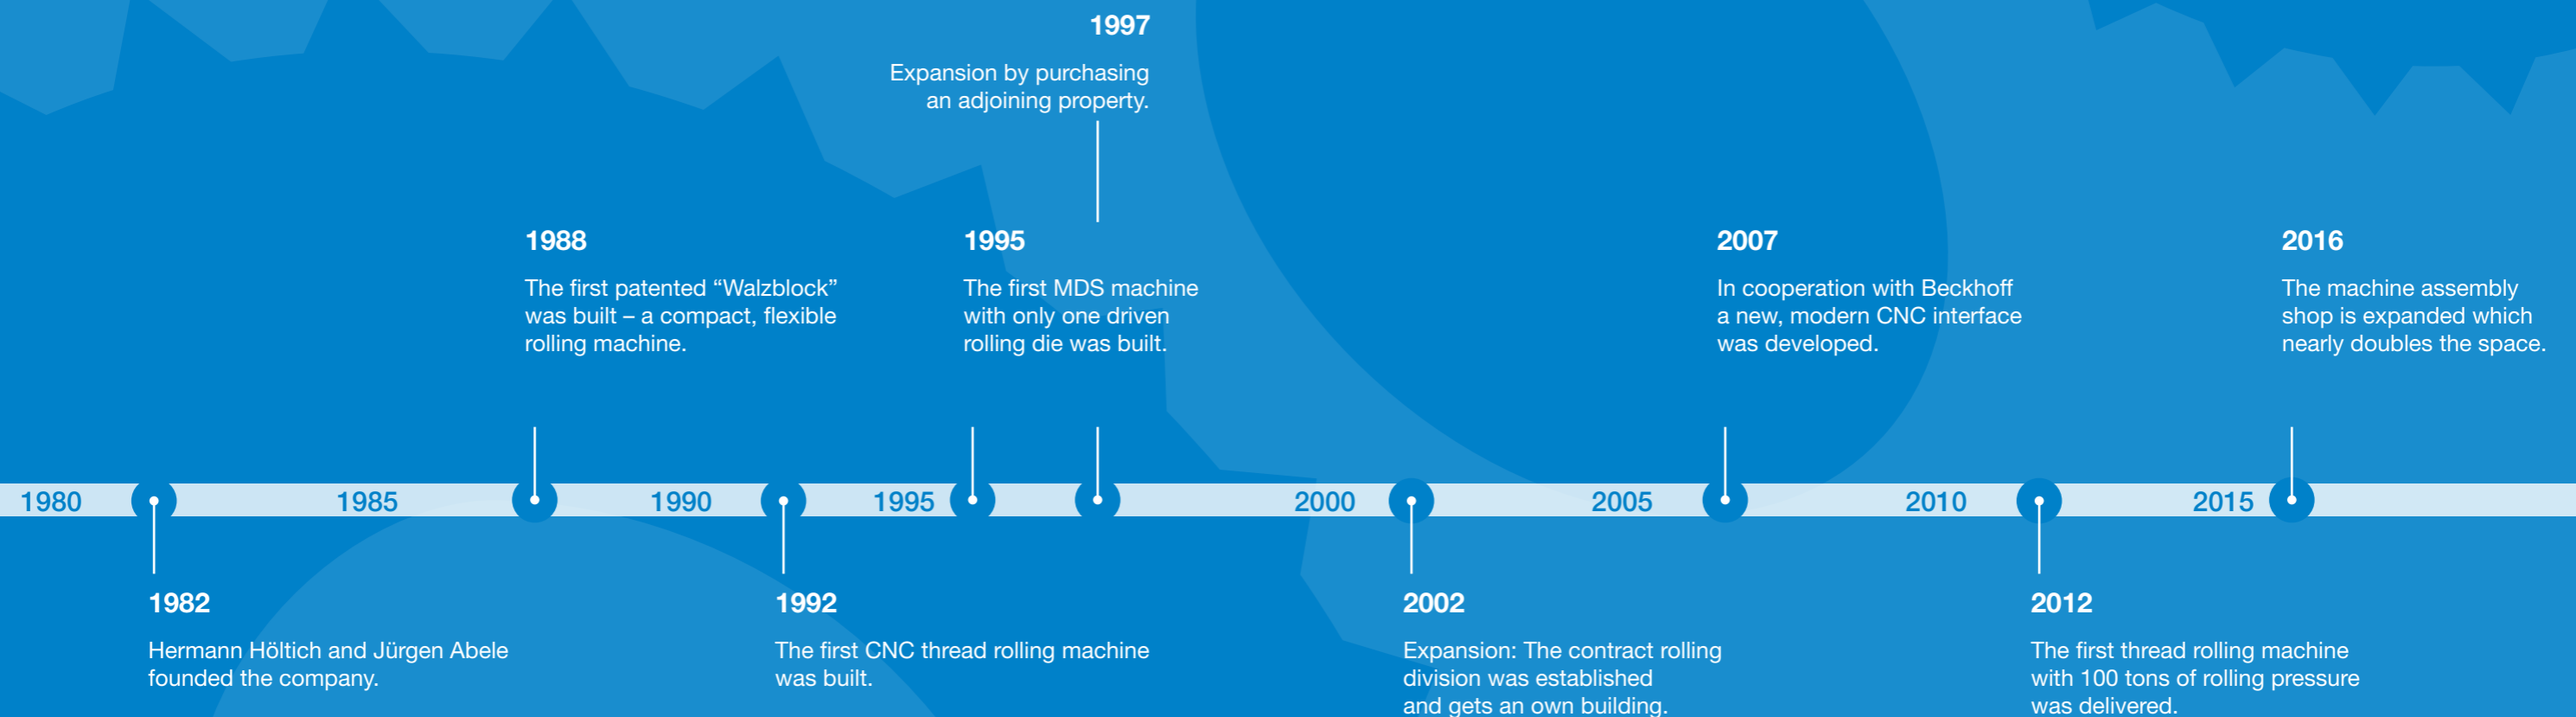 1997
Expansion by purchasing
an adjoining property.
1988
The first patented “Walzblock”
was built – a compact, flexible
rolling machine.
1995
The first MDS machine
with only one driven
rolling die was built.
2007
In cooperation with Beckhoff
a new, modern CNC interface
was developed.
2016
The machine assembly
shop is expanded which
nearly doubles the space.
1980
1985
1990
1995
2000
2005
2010
2015
1982
Hermann Höltich and Jürgen Abele
founded the company.
1992
The first CNC thread rolling machine
was built.
2002
Expansion: The contract rolling
division was established
and gets an own building.
2012
The first thread rolling machine
with 100 tons of rolling pressure
was delivered.